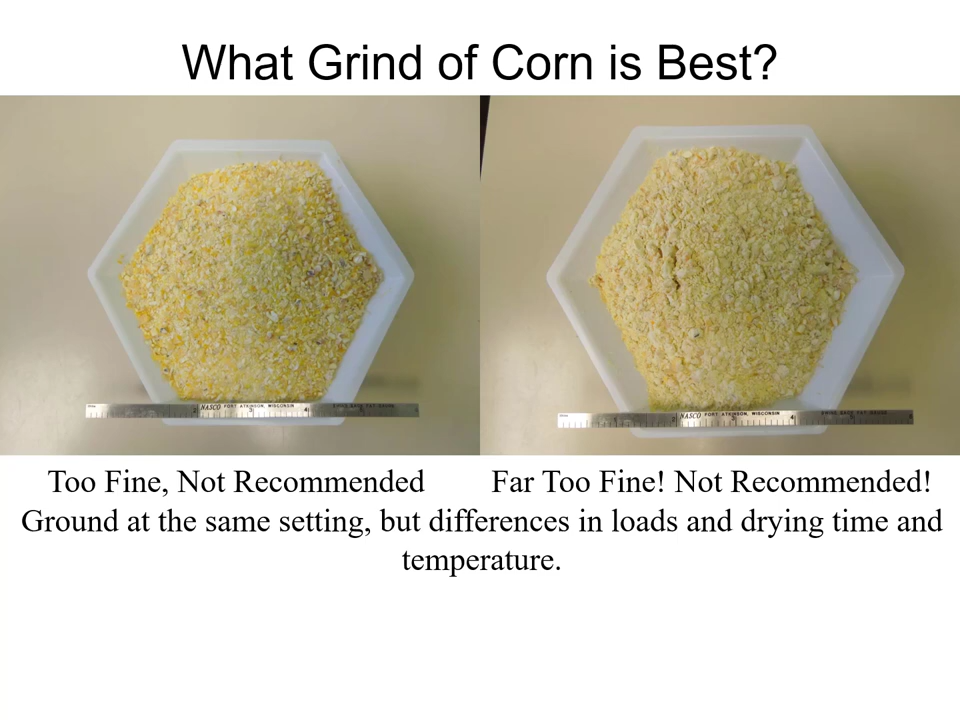 What Grind of Corn is Best?
NASCO FORT ATKINSON, WISCONSIN
NASCO FORT ATKINSON, WISCONSIN
Too Fine, Not Recommended
Far Too Fine! Not Recommended!
Ground at the same setting, but differences in loads and drying time and
temperature.